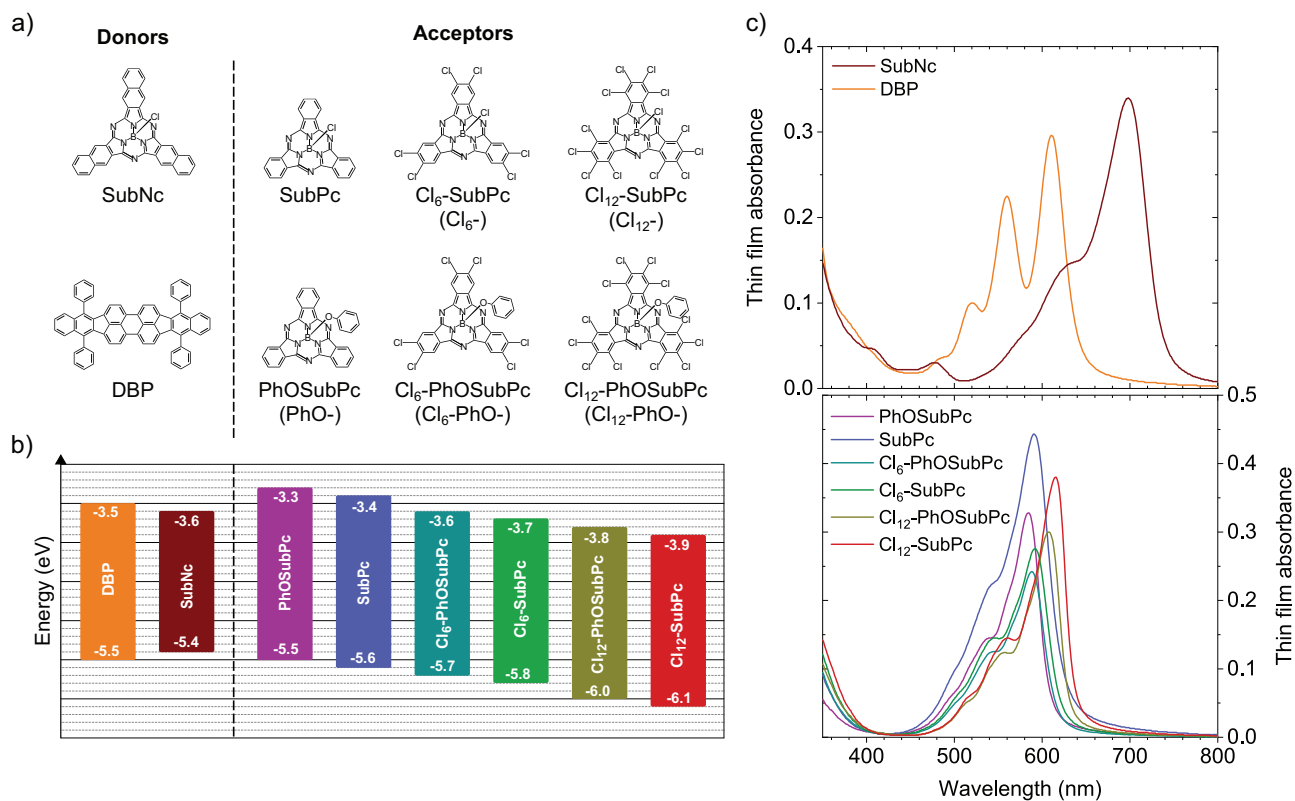 a)
Donors
Acceptors
SubNc
SubPc
Cl6-SubPc
(Cl6-)
Cl12-SubPc
(Cl12-)
DBP
PhOSubPc
(PhO-)
Cl6-PhOSubPc
(Cl6-PhO-)
Cl12-PhOSubPc
(Cl12-PhO-)
b)
Energy (eV)
-3.5
DBP
-5.5
-3.6
SubNc
-5.4
-3.3
PhOSubPc
-5.5
-3.4
SubPc
-5.6
-3.6
Cl6-PhOSubPc
-5.7
-3.7
Cl6-SubPc
-5.8
-3.8
Cl12-PhOSubPc
-6.0
-3.9
Cl12-SubPc
-6.1
c)
Thin film absorbance
0.4
0.3
0.2
0.1
0.0
SubNc
DBP
PhOSubPc
SubPc
Cl6-PhOSubPc
Cl6-SubPc
Cl12-PhOSubPc
Cl12-SubPc
0.5
0.4
0.3
0.2
0.1
0.0
Thin film absorbance
400 500 600 700 800
Wavelength (nm)